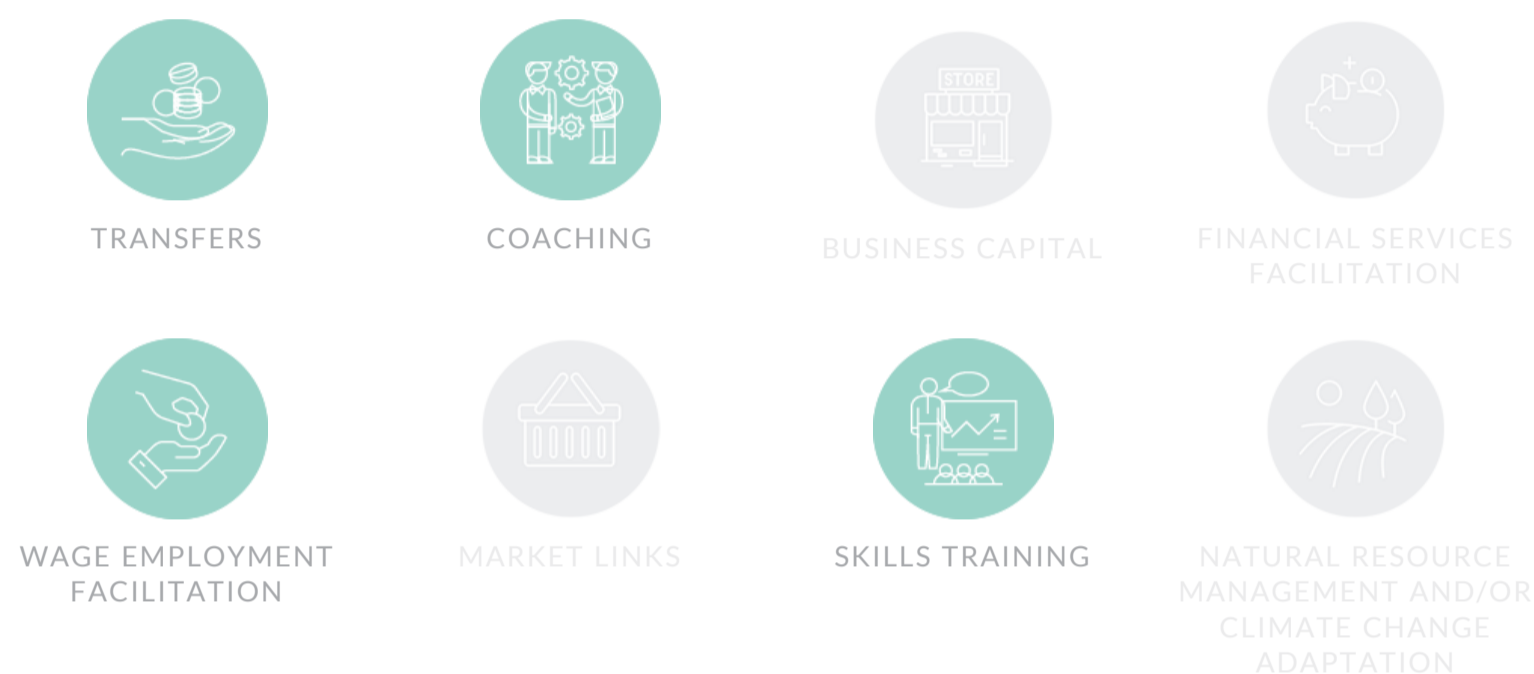 TRANSFERS
COACHING
STORE
BUSINESS CAPITAL
FINANCIAL SERVICES
FACILITATION
WAGE EMPLOYMENT
FACILITATION
MARKET LINKS
SKILLS TRAINING
NATURAL RESOURCE
MANAGEMENT AND/OR
CLIMATE CHANGE
ADAPTATION